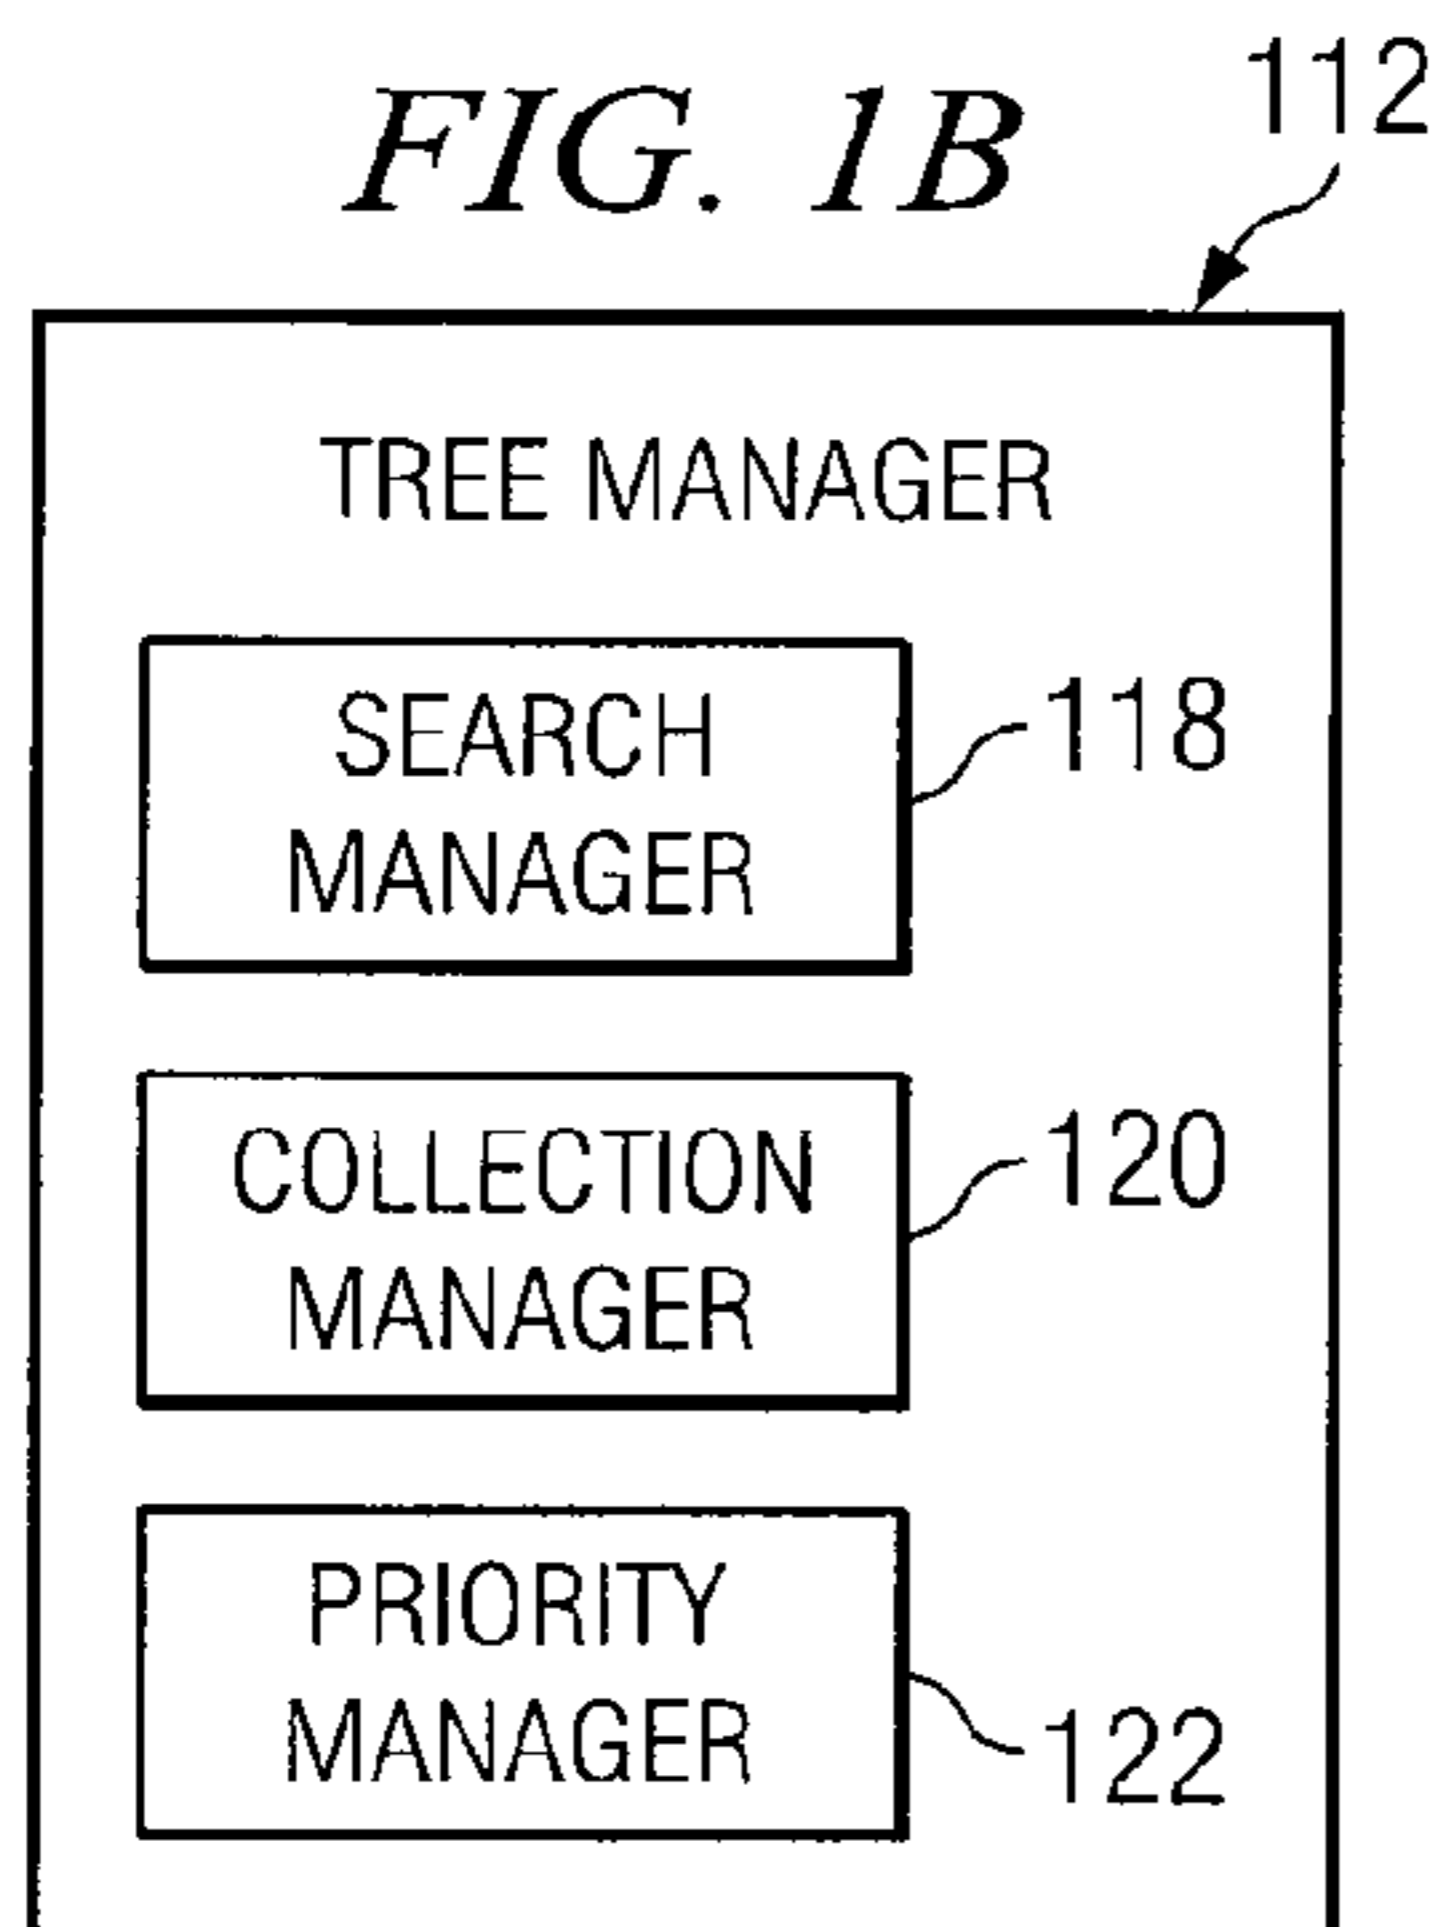 112
FIG. 1B
TREE MANAGER
SEARCH
MANAGER
118
COLLECTION
MANAGER
120
PRIORITY
MANAGER
122